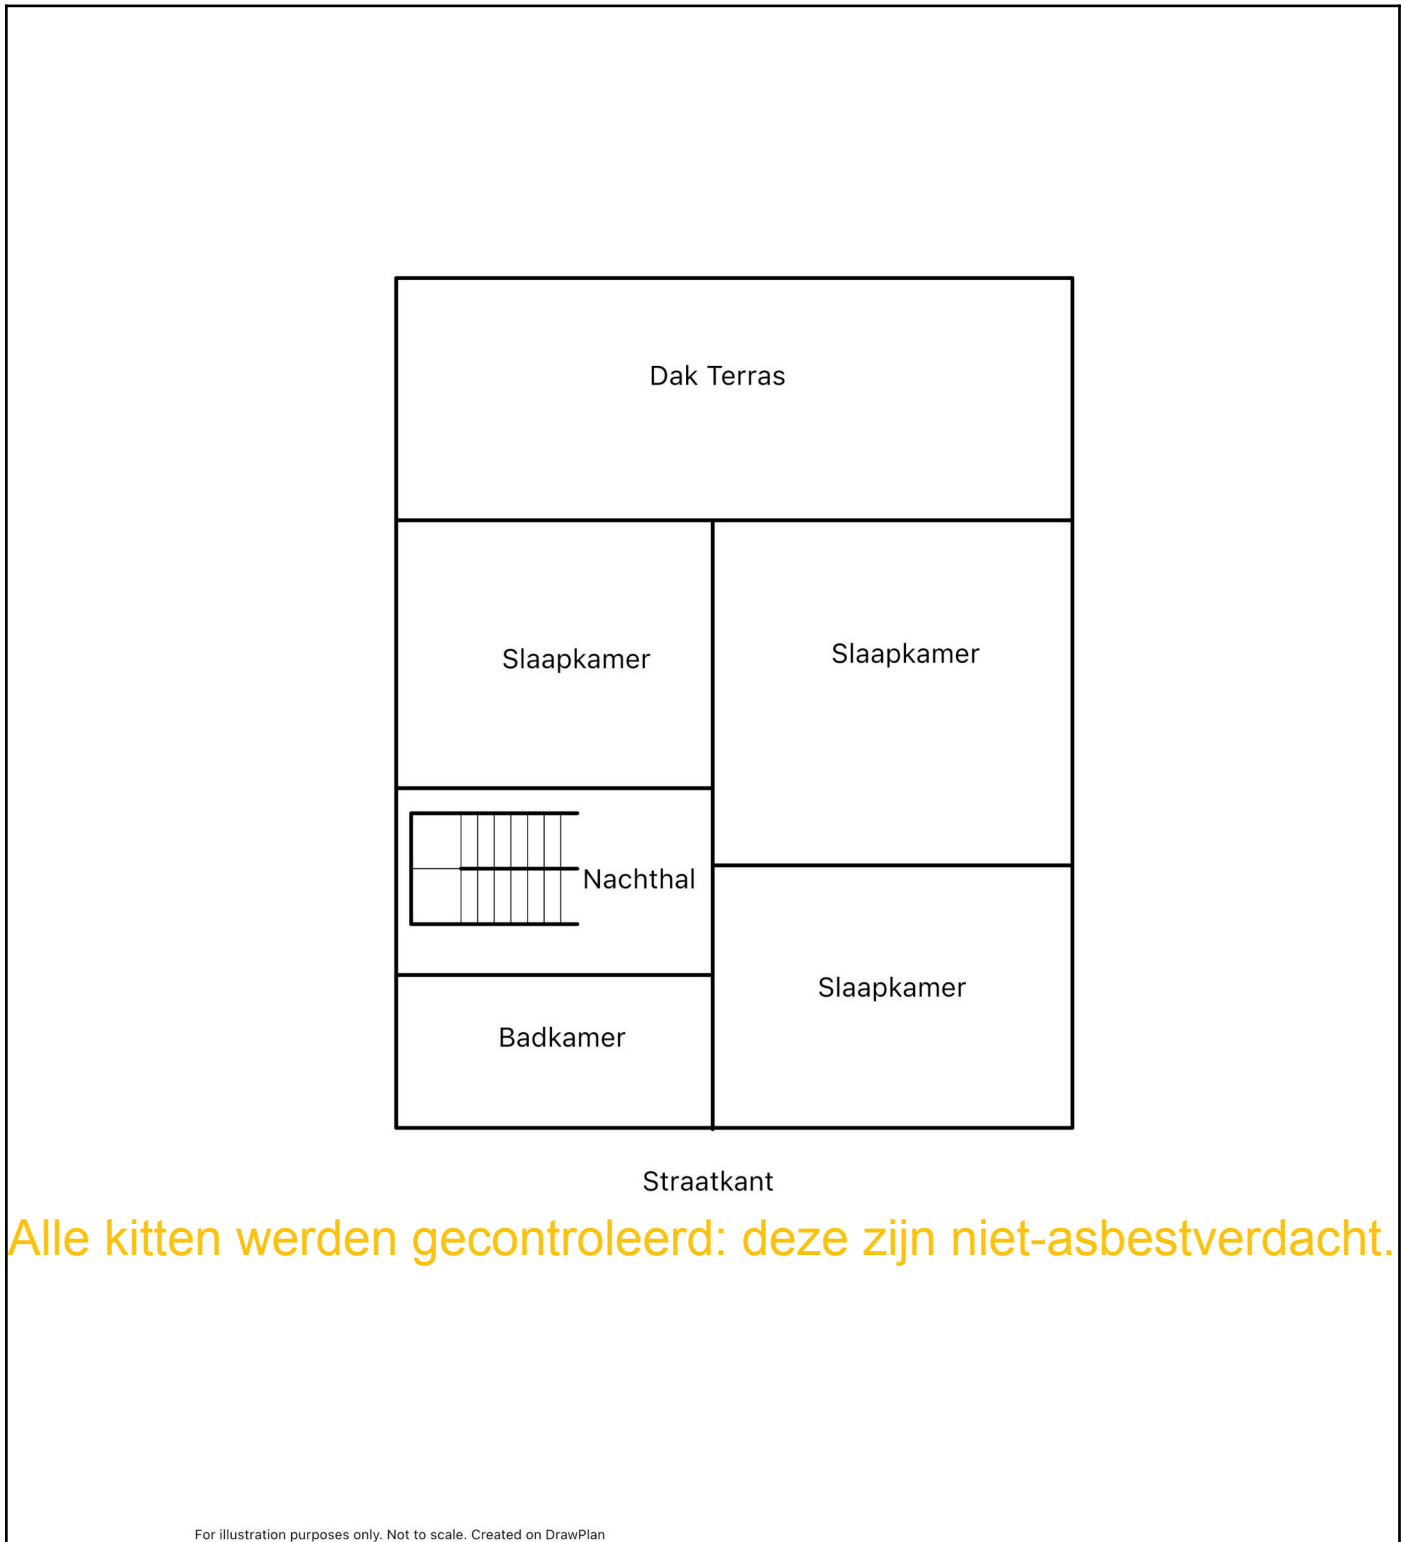 Dak Terras
Slaapkamer
Slaapkamer
Nachthal
Slaapkamer
Badkamer
Straatkant
Alle kitten werden gecontroleerd: deze zijn niet-asbestverdacht.
For illustration purposes only. Not to scale. Created on DrawPlan